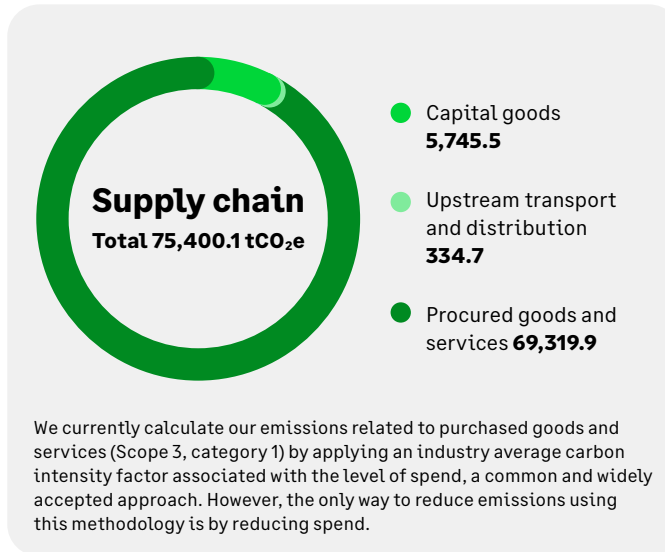 Supply chain
Total 75,400.1 tCO₂e
Capital goods
5,745.5
Upstream transport
and distribution
334.7
Procured goods and
services 69,319.9
We currently calculate our emissions related to purchased goods and
services (Scope 3, category 1) by applying an industry average carbon
intensity factor associated with the level of spend, a common and widely
accepted approach. However, the only way to reduce emissions using
this methodology is by reducing spend.